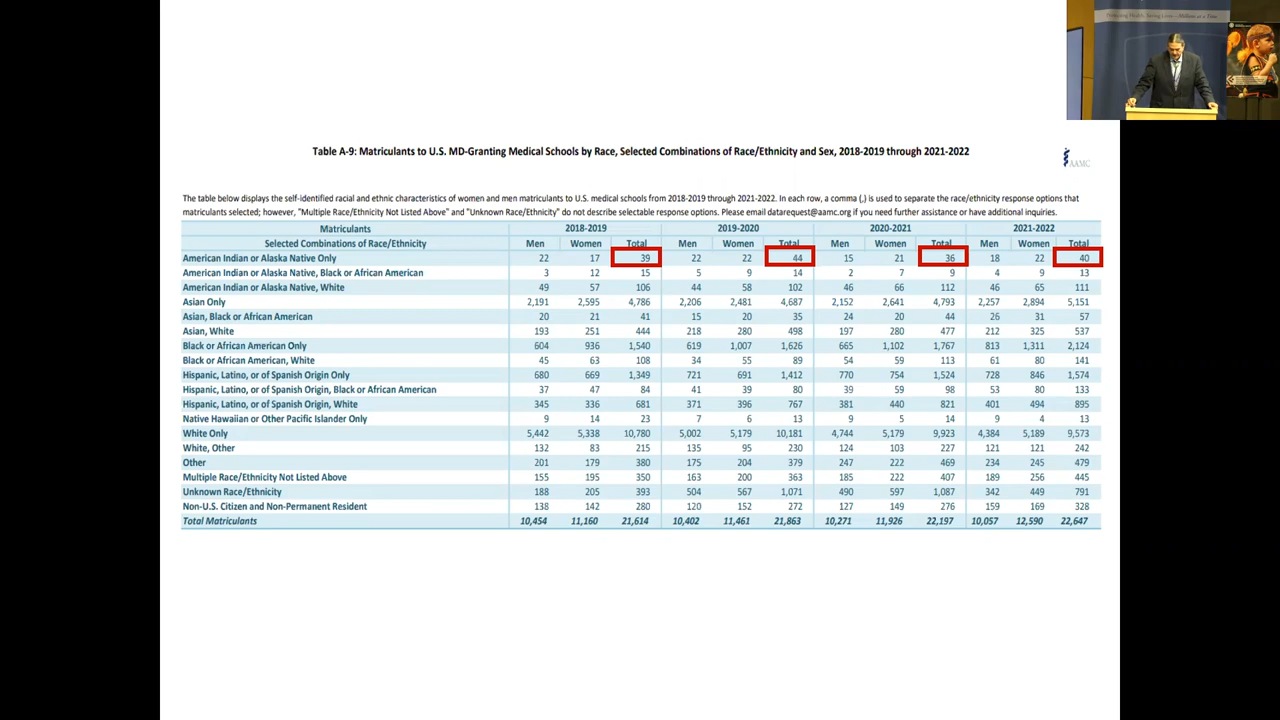 Table A-9: Matriculants to U.S. MD-Granting Medical Schools by Race, Selected Combinations of Race/Ethnicity and Sex, 2018-2019 through 2021-2022
AAMC
The table below displays the self-identified racial and ethnic characteristics of women and men matriculants to U.S. medical schools from 2018-2019 through 2021-2022. In each row, a comma (,) is used to separate the race/ethnicity response options that
matriculants selected; however, "Multiple Race/Ethnicity Not Listed Above" and "Unknown Race/Ethnicity" do not describe selectable response options. Please email datarequest@aamc.org if you need further assistance or have additional inquiries.
Matriculants 2018-2019 2019-2020 2020-2021 2021-2022
Selected Combinations of Race/Ethnicity Men Women Total Men Women Total Men Women Total Men Women Total
American Indian or Alaska Native Only 22 17 39 22 22 44 15 21 36 18 22 40
American Indian or Alaska Native, Black or African American 3 12 15 5 9 14 2 7 9 4 9 13
American Indian or Alaska Native, White 49 57 106 44 58 102 46 66 112 46 65 111
Asian Only 2,191 2,595 4,786 2,206 2,481 4,687 2,152 2,641 4,793 2,257 2,894 5,151
Asian, Black or African American 20 21 41 15 20 35 24 20 44 26 31 57
Asian, White 193 251 444 218 280 498 197 280 477 212 325 537
Black or African American Only 604 936 1,540 619 1,007 1,626 665 1,102 1,767 813 1,311 2,124
Black or African American, White 45 63 108 34 55 89 54 59 113 61 80 141
Hispanic, Latino, or of Spanish Origin Only 680 669 1,349 721 691 1,412 770 754 1,524 728 846 1,574
Hispanic, Latino, or of Spanish Origin, Black or African American 37 47 84 41 39 80 39 59 98 53 80 133
Hispanic, Latino, or of Spanish Origin, White 345 336 681 371 396 767 381 440 821 401 494 895
Native Hawaiian or Other Pacific Islander Only 9 14 23 7 6 13 9 5 14 9 4 13
White Only 5,442 5,338 10,780 5,002 5,179 10,181 4,744 5,179 9,923 4,384 5,189 9,573
White, Other 132 83 215 135 95 230 124 103 227 121 121 242
Other 201 179 380 175 204 379 247 222 469 234 245 479
Multiple Race/Ethnicity Not Listed Above 155 195 350 163 200 363 185 222 407 189 256 445
Unknown Race/Ethnicity 188 205 393 504 567 1,071 490 597 1,087 342 449 791
Non-U.S. Citizen and Non-Permanent Resident 138 142 280 120 152 272 127 149 276 159 169 328
Total Matriculants 10,454 11,160 21,614 10,402 11,461 21,863 10,271 11,926 22,197 10,057 12,590 22,647